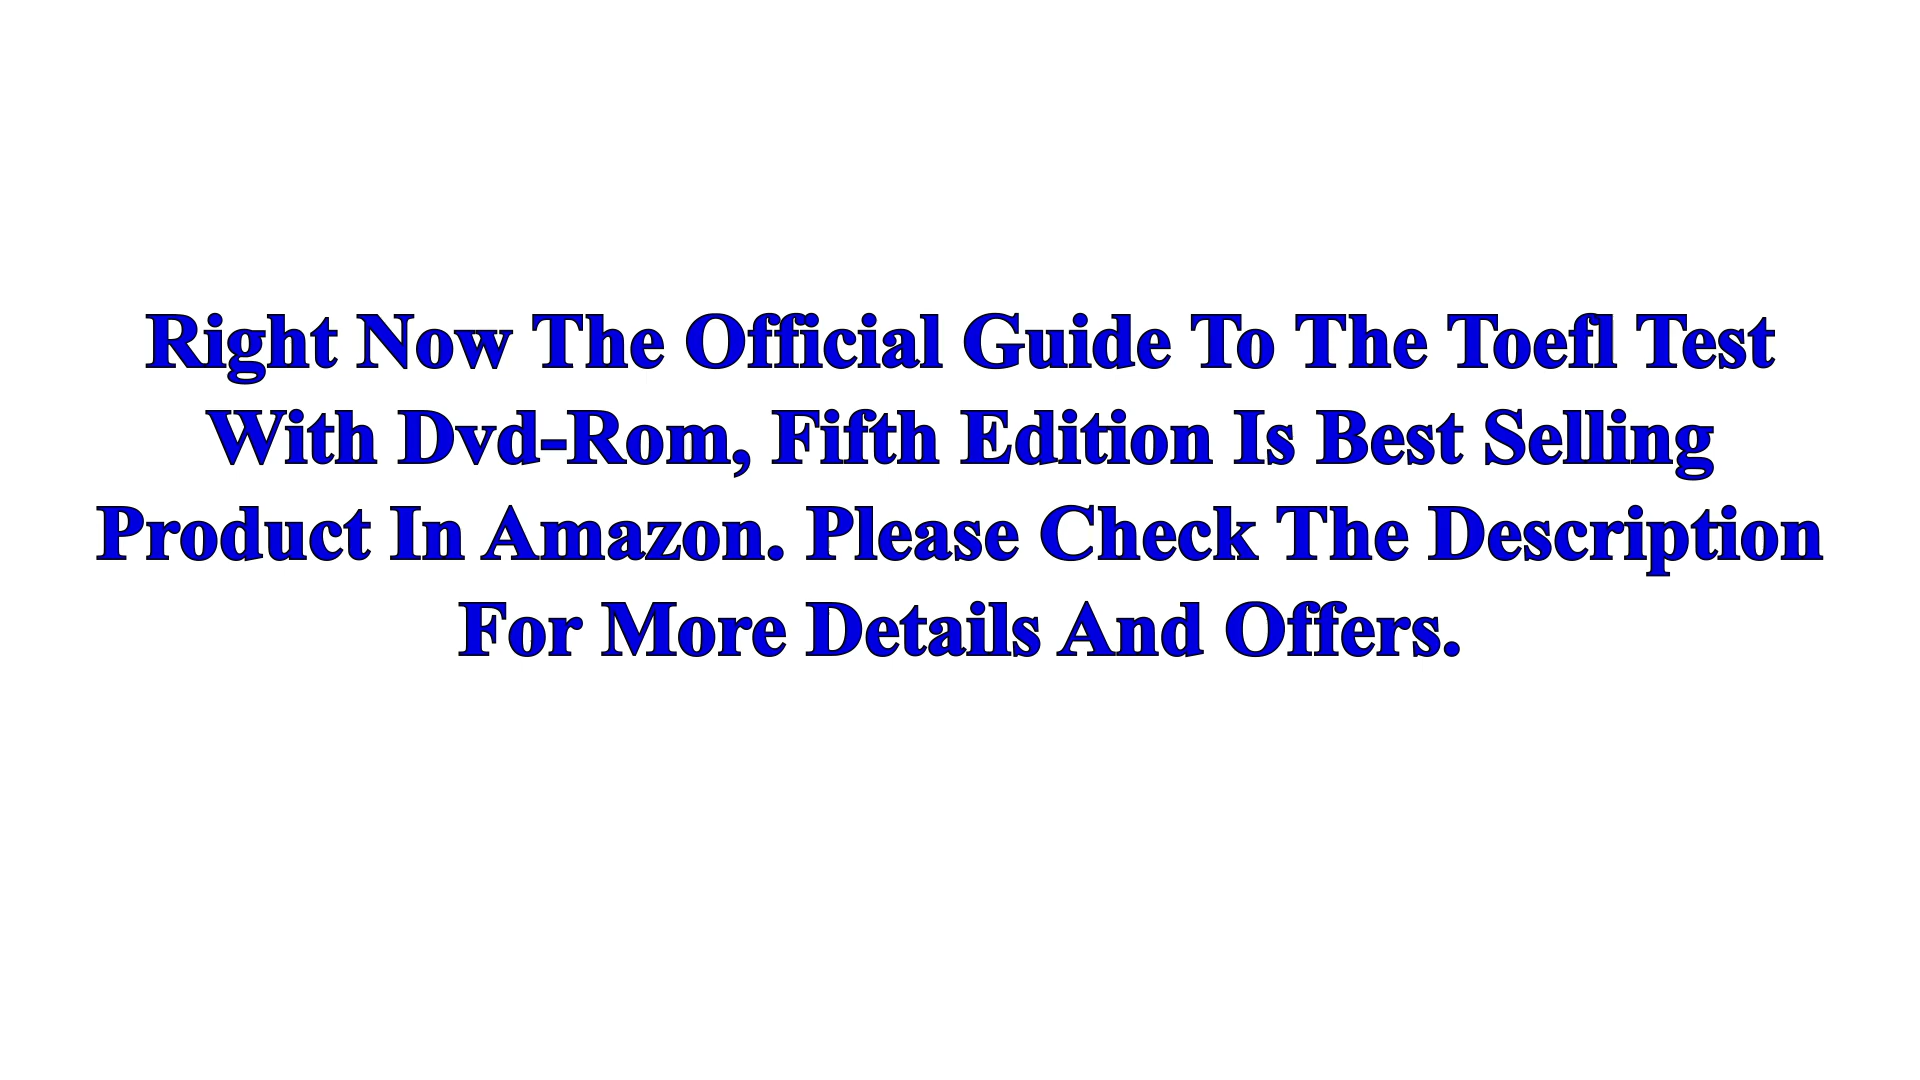 Right Now The Official Guide To The Toefl Test
With Dvd-Rom, Fifth Edition Is Best Selling
Product In Amazon. Please Check The Description
For More Details And Offers.